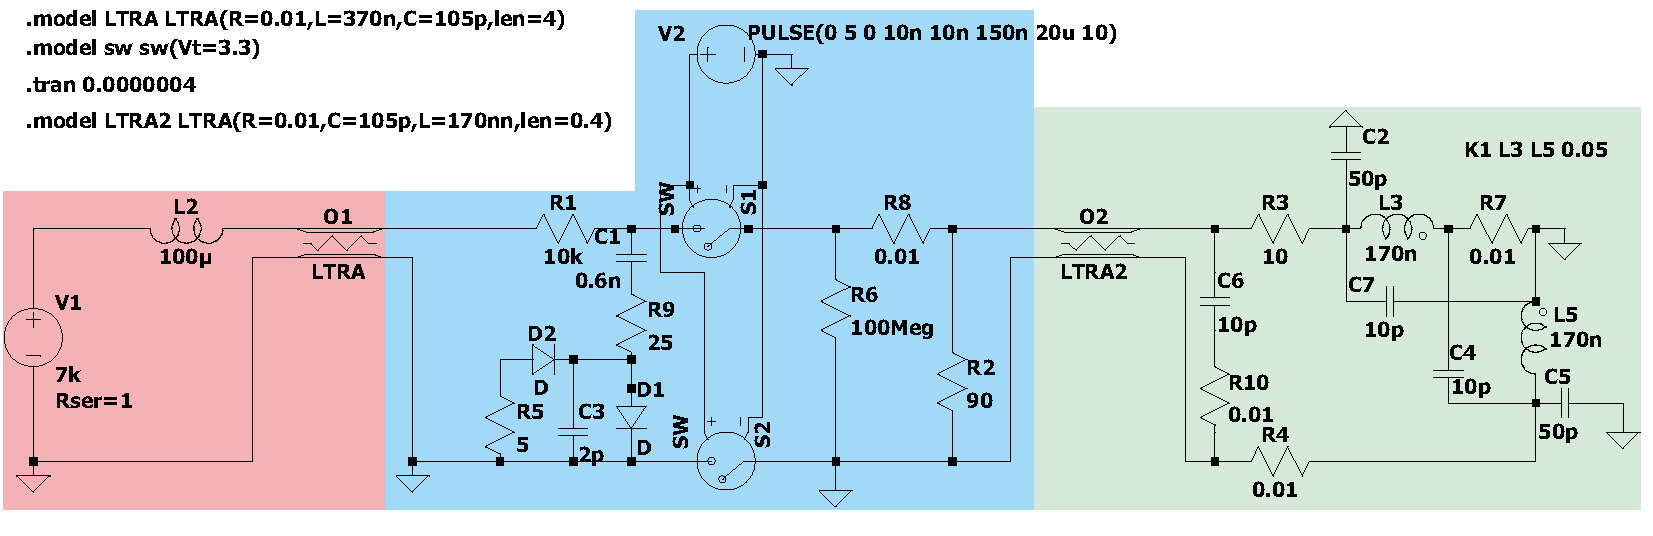 .model LTRA LTRA(R=0.01,L=370n,C=105p,len=4)
.model sw sw(Vt=3.3)
.tran 0.0000004
.model LTRA2 LTRA(R=0.01,C=105p,L=170nn,len=0.4)
V2
PULSE(0 5 0 10n 10n 150n 20u 10)
K1 L3 L5 0.05
C2
50p
L2
100µ
O1
LTRA
V1
7k
Rser=1
R1
10k
C1
0.6n
R9
25
D2
D
R5
5
C3
2p
D1
D
SW
S1
SW
S2
R8
0.01
R6
100Meg
R2
90
O2
LTRA2
C6
10p
R10
0.01
R4
0.01
R3
10
L3
170n
R7
0.01
C7
10p
L5
170n
C4
10p
C5
50p